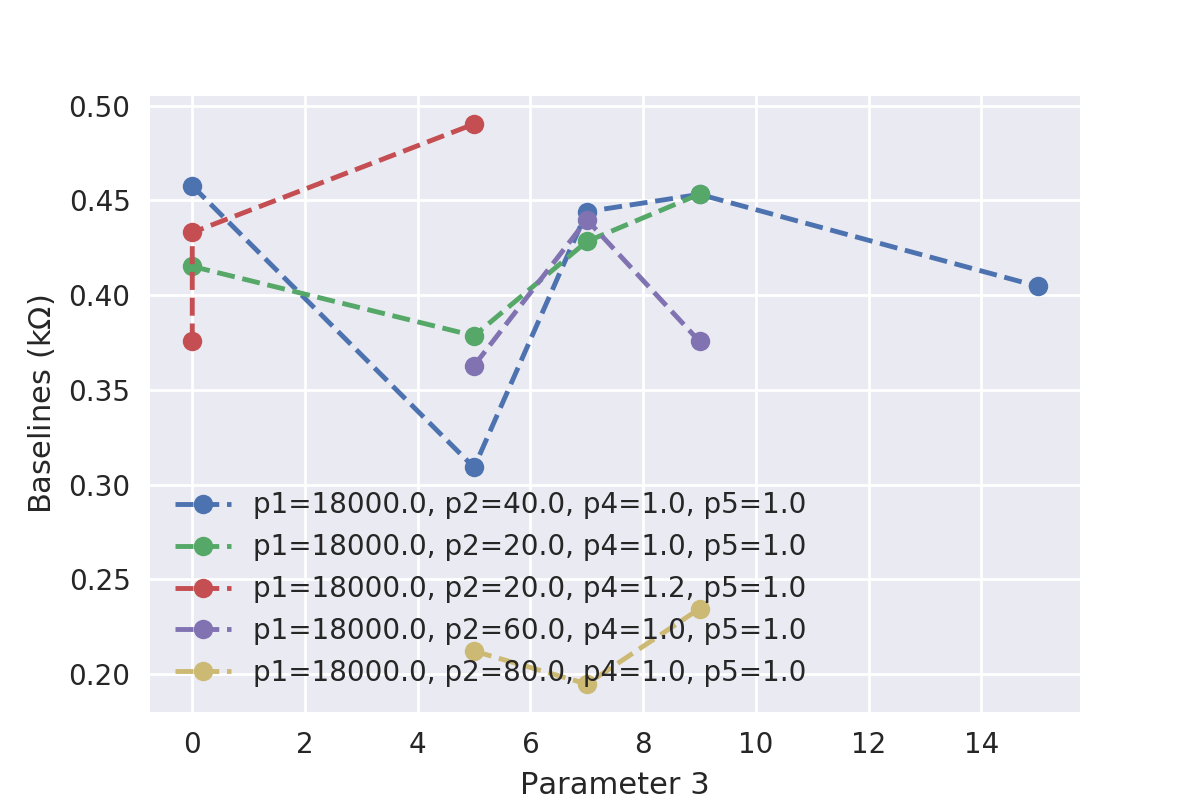 0.50
0.45
0.40
0.35
0.30
0.25
0.20
Baselines (kΩ)
p1=18000.0, p2=40.0, p4=1.0, p5=1.0
p1=18000.0, p2=20.0, p4=1.0, p5=1.0
p1=18000.0, p2=20.0, p4=1.2, p5=1.0
p1=18000.0, p2=60.0, p4=1.0, p5=1.0
p1=18000.0, p2=80.0, p4=1.0, p5=1.0
0 2 4 6 8 10 12 14
Parameter 3